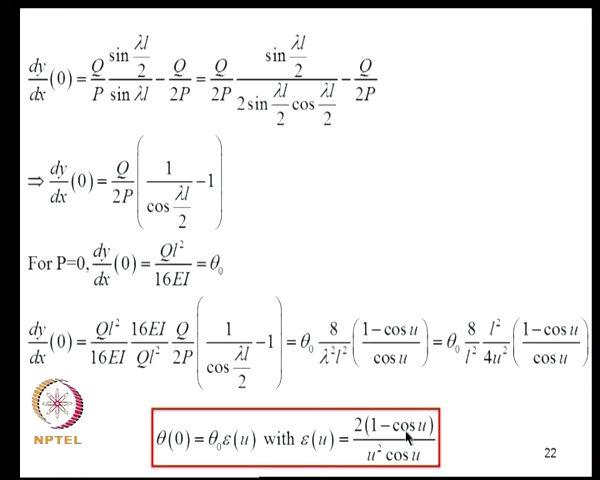 dy/dx (0) = Q/P sin λl/2 / sin λl − Q/2P = Q/2P sin λl/2 / 2 sin λl/2 cos λl/2 − Q/2P
⇒ dy/dx (0) = Q/2P (1 / cos λl/2 − 1)
For P=0, dy/dx (0) = Ql²/16EI = θ₀
dy/dx (0) = Ql²/16EI 16EI/Ql² Q/2P (1 / cos λl/2 − 1) = θ₀ 8/λ²l² (1−cos u / cos u) = θ₀ 8/l² l²/4u² (1−cos u / cos u)
θ(0) = θ₀ε(u) with ε(u) = 2(1−cos u) / u² cos u
NPTEL
22